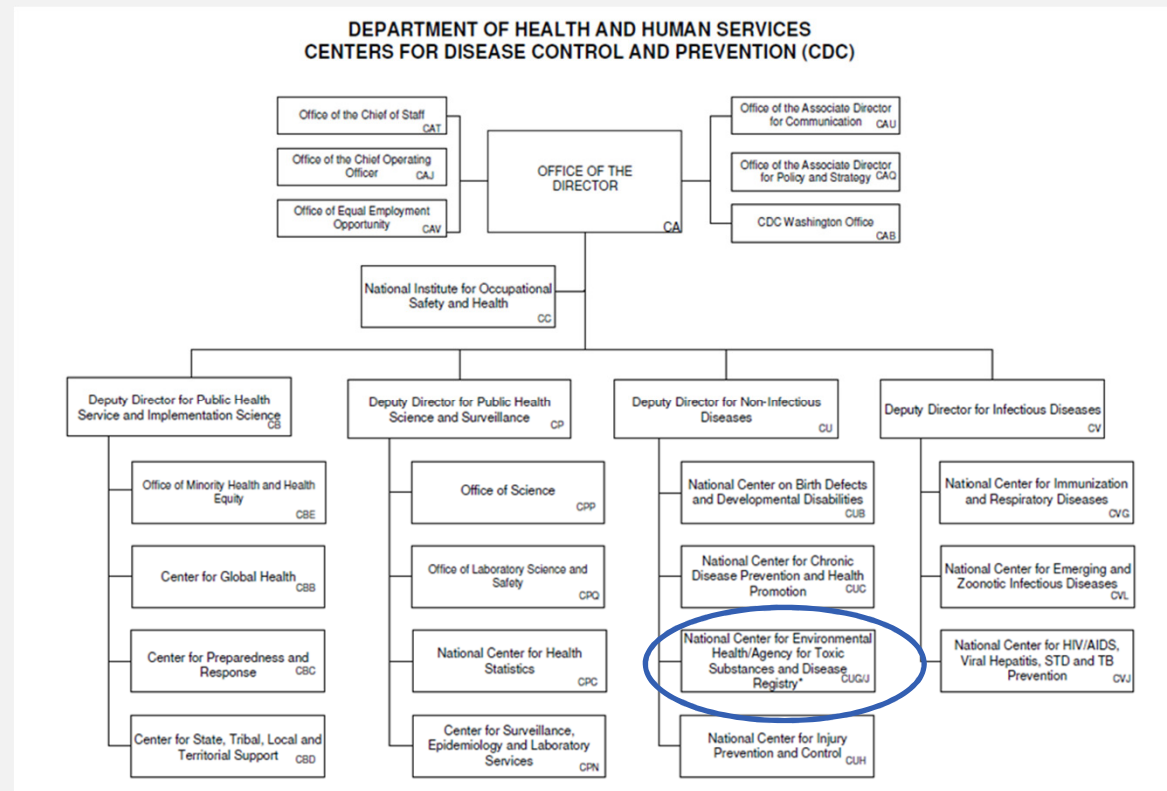 DEPARTMENT OF HEALTH AND HUMAN SERVICES
CENTERS FOR DISEASE CONTROL AND PREVENTION (CDC)
Office of the Chief of Staff
CAT
Office of the Chief Operating
Officer
CAJ
Office of Equal Employment
Opportunity
CAV
OFFICE OF THE
DIRECTOR
CA
Office of the Associate Director
for Communication CAU
Office of the Associate Director
for Policy and Strategy CAQ
CDC Washington Office
CAB
National Institute for Occupational
Safety and Health
CC
Deputy Director for Public Health
Service and Implementation Science
CB
Office of Minority Health and Health
Equity
CBE
Center for Global Health
CBB
Center for Preparedness and
Response
CBC
Center for State, Tribal, Local and
Territorial Support CBD
Deputy Director for Public Health
Science and Surveillance
CP
Office of Science
CPP
Office of Laboratory Science and
Safety
CPQ
National Center for Health
Statistics
CPC
Center for Surveillance,
Epidemiology and Laboratory
Services
CPN
Deputy Director for Non-Infectious
Diseases
CU
National Center on Birth Defects
and Developmental Disabilities
CUB
National Center for Chronic
Disease Prevention and Health
Promotion CUC
National Center for Environmental
Health/Agency for Toxic
Substances and Disease
Registry* CUG/J
National Center for Injury
Prevention and Control CUH
Deputy Director for Infectious Diseases
CV
National Center for Immunization
and Respiratory Diseases
CVG
National Center for Emerging and
Zoonotic Infectious Diseases
CVL
National Center for HIV/AIDS,
Viral Hepatitis, STD and TB
Prevention CVJ